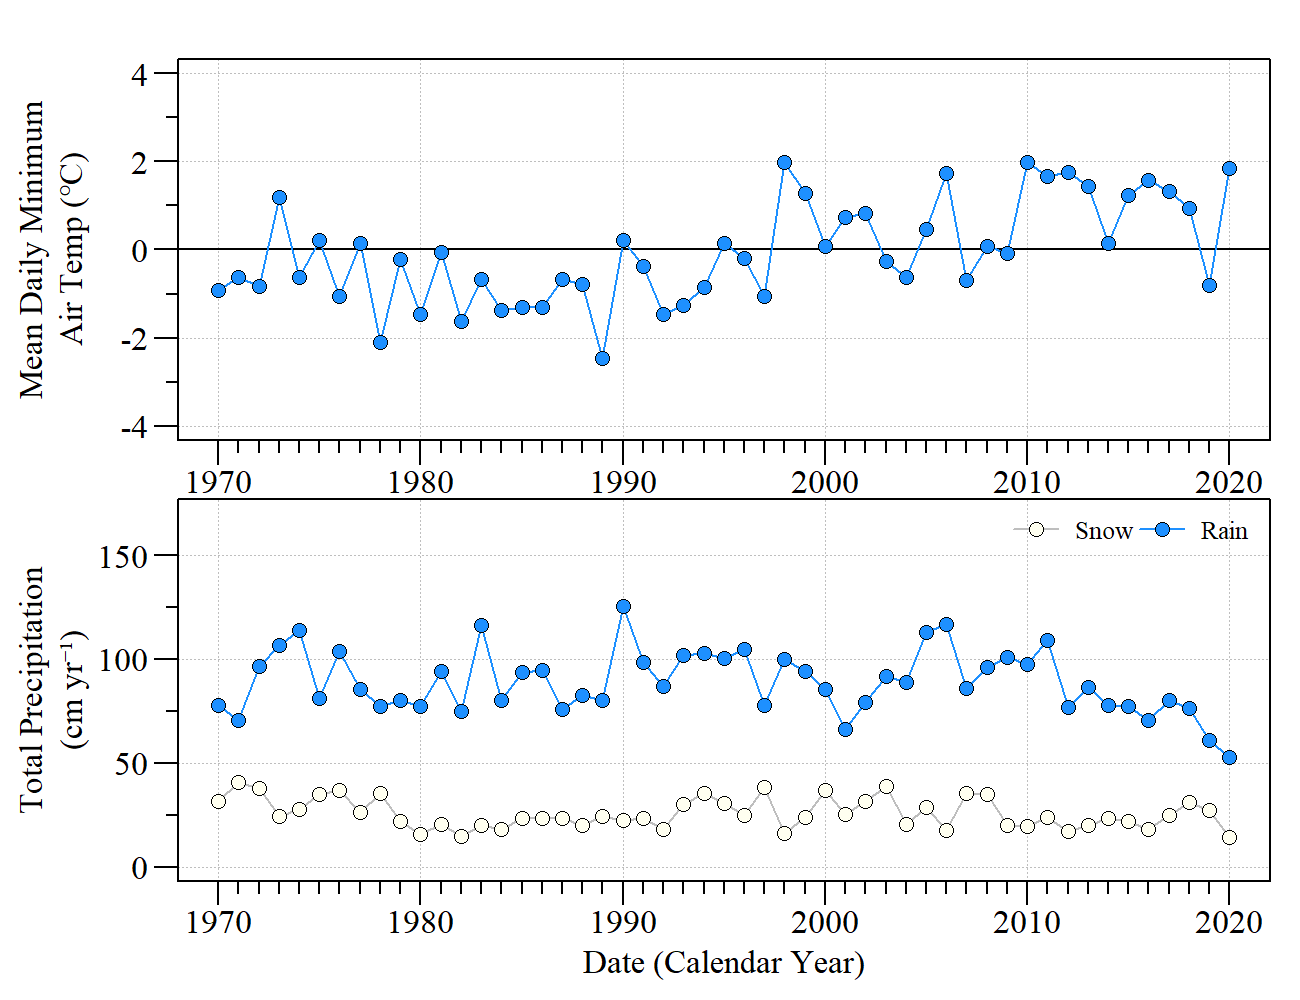 Mean Daily Minimum
Air Temp (°C)
4
2
0
-2
-4
1970 1980 1990 2000 2010 2020
Total Precipitation
(cm yr⁻¹)
Snow Rain
150
100
50
0
1970 1980 1990 2000 2010 2020
Date (Calendar Year)